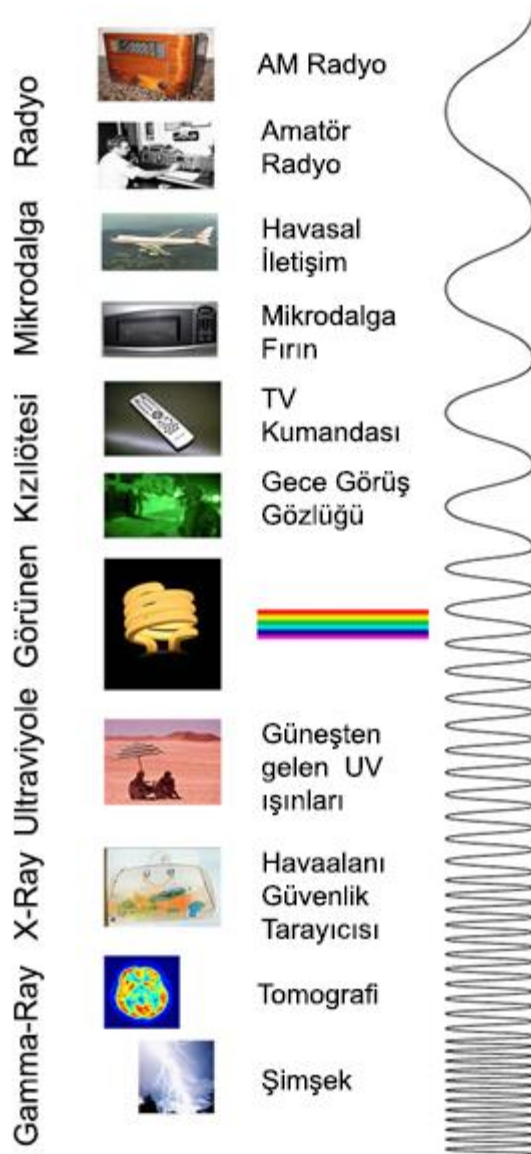 Radyo
AM Radyo
Amatör
Radyo
Mikrodalga
Havasal
İletişim
Mikrodalga
Fırın
Kızılötesi
TV
Kumandası
Gece Görüş
Gözlüğü
Görünen
Ultraviyole
Güneşten
gelen UV
ışınları
X-Ray
Havaalanı
Güvenlik
Tarayıcısı
Gamma-Ray
Tomografi
Şimşek